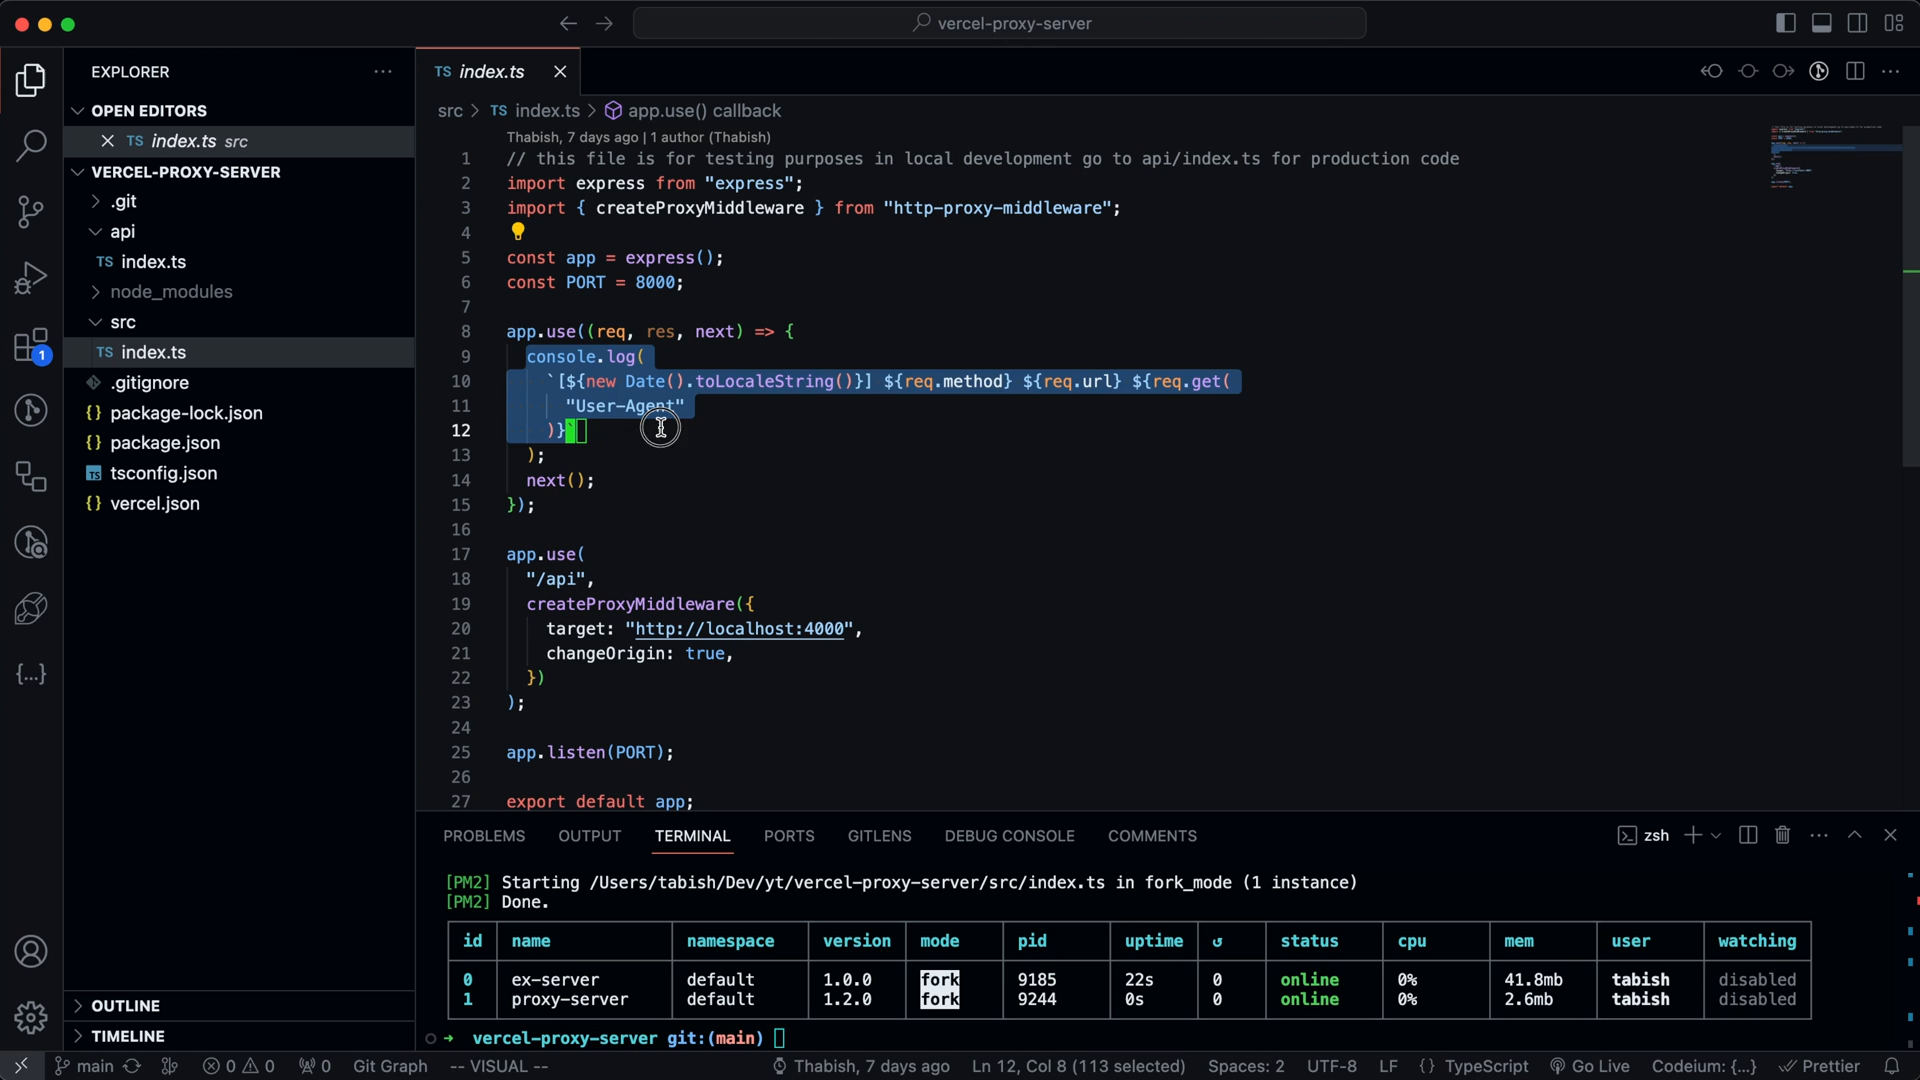 vercel-proxy-server
EXPLORER
OPEN EDITORS
TS index.ts src
VERCEL-PROXY-SERVER
.git
api
TS index.ts
node_modules
src
TS index.ts
.gitignore
{} package-lock.json
{} package.json
TS tsconfig.json
{} vercel.json
OUTLINE
TIMELINE
TS index.ts
src > TS index.ts > app.use() callback
Thabish, 7 days ago | 1 author (Thabish)
1 // this file is for testing purposes in local development go to api/index.ts for production code
2 import express from "express";
3 import { createProxyMiddleware } from "http-proxy-middleware";
4
5 const app = express();
6 const PORT = 8000;
7
8 app.use((req, res, next) => {
9 console.log(
10 `[${new Date().toLocaleString()}] ${req.method} ${req.url} ${req.get(
11 "User-Agent"
12 )}`
13 );
14 next();
15 });
16
17 app.use(
18 "/api",
19 createProxyMiddleware({
20 target: "http://localhost:4000",
21 changeOrigin: true,
22 })
23 );
24
25 app.listen(PORT);
26
27 export default app;
PROBLEMS OUTPUT TERMINAL PORTS GITLENS DEBUG CONSOLE COMMENTS zsh
[PM2] Starting /Users/tabish/Dev/yt/vercel-proxy-server/src/index.ts in fork_mode (1 instance)
[PM2] Done.
id name namespace version mode pid uptime ↺ status cpu mem user watching
0 ex-server default 1.0.0 fork 9185 22s 0 online 0% 41.8mb tabish disabled
1 proxy-server default 1.2.0 fork 9244 0s 0 online 0% 2.6mb tabish disabled
➜ vercel-proxy-server git:(main)
1
main 0 0 0 Git Graph -- VISUAL -- Thabish, 7 days ago Ln 12, Col 8 (113 selected) Spaces: 2 UTF-8 LF {} TypeScript Go Live Codeium: {...} Prettier